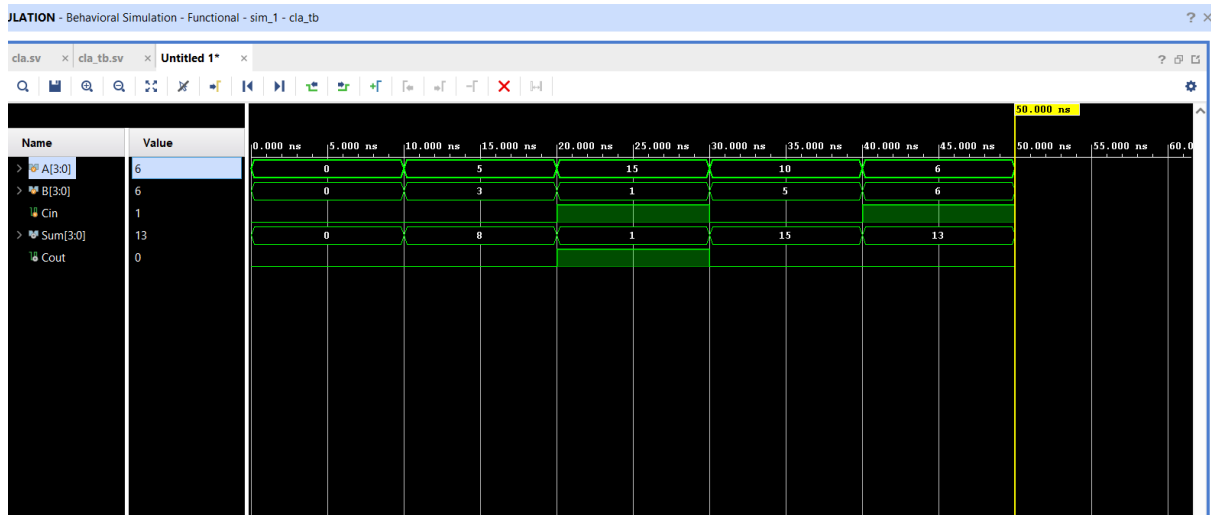 JLATION - Behavioral Simulation - Functional - sim_1 - cla_tb
cla.sv × cla_tb.sv × Untitled 1* ×
50.000 ns
Name Value
0.000 ns 5.000 ns 10.000 ns 15.000 ns 20.000 ns 25.000 ns 30.000 ns 35.000 ns 40.000 ns 45.000 ns 50.000 ns 55.000 ns 60.0
A[3:0] 6 0 5 15 10 6
B[3:0] 6 0 3 1 5 6
Cin 1
Sum[3:0] 13 0 8 1 15 13
Cout 0